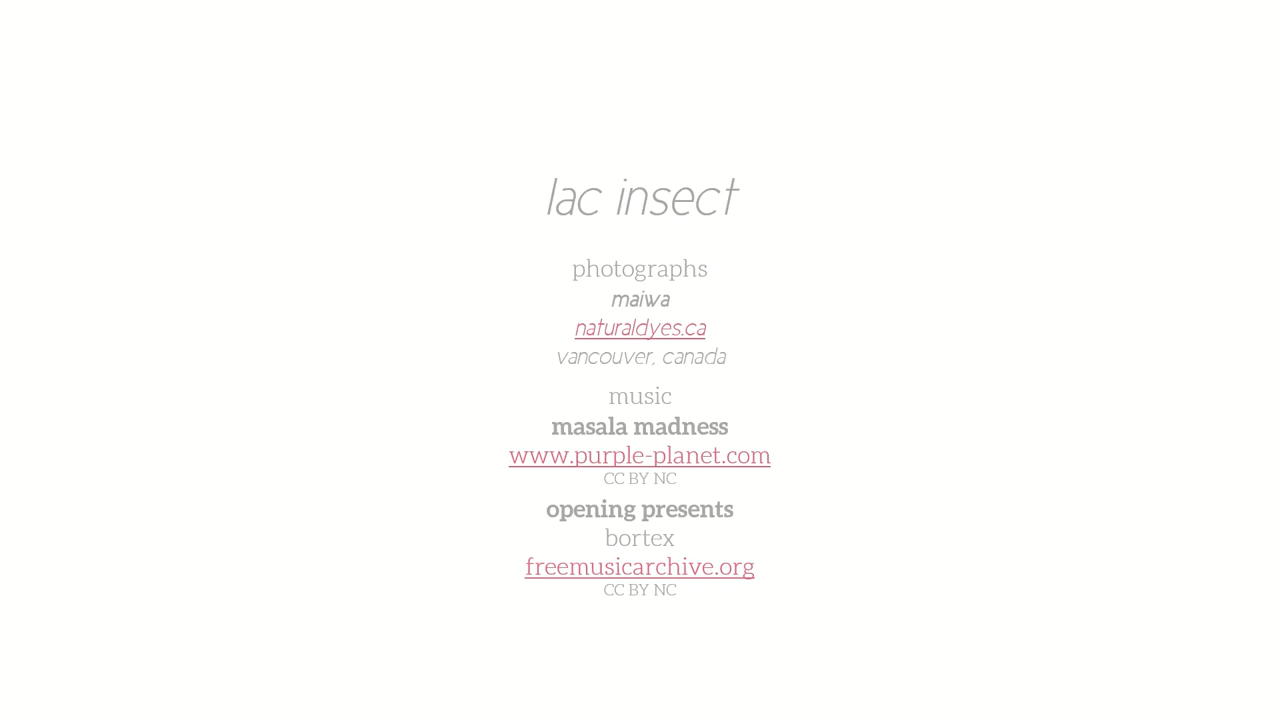 lac insect
photographs
maiwa
naturaldyes.ca
vancouver, canada
music
masala madness
www.purple-planet.com
CC BY NC
opening presents
bortex
freemusicarchive.org
CC BY NC